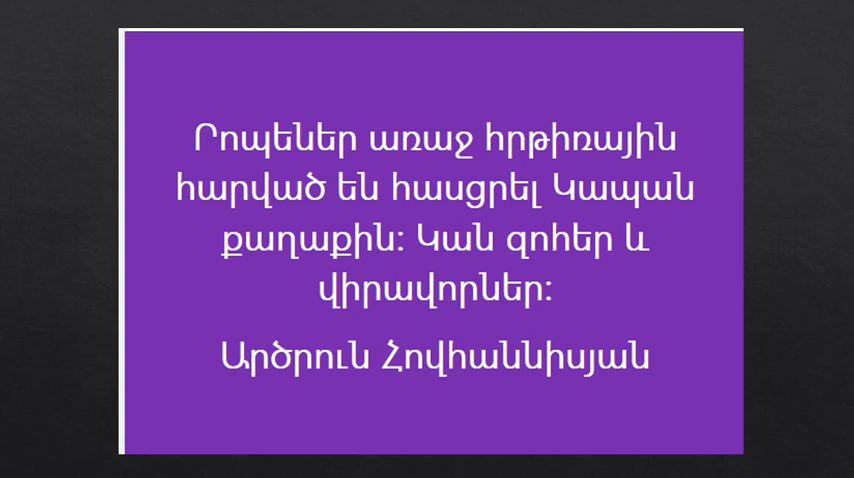 Րոպեներ առաջ հրթիռային
հարված են հասցրել Կապան
քաղաքին: Կան զոհեր և
վիրավորներ:
Արծրուն Հովհաննիսյան